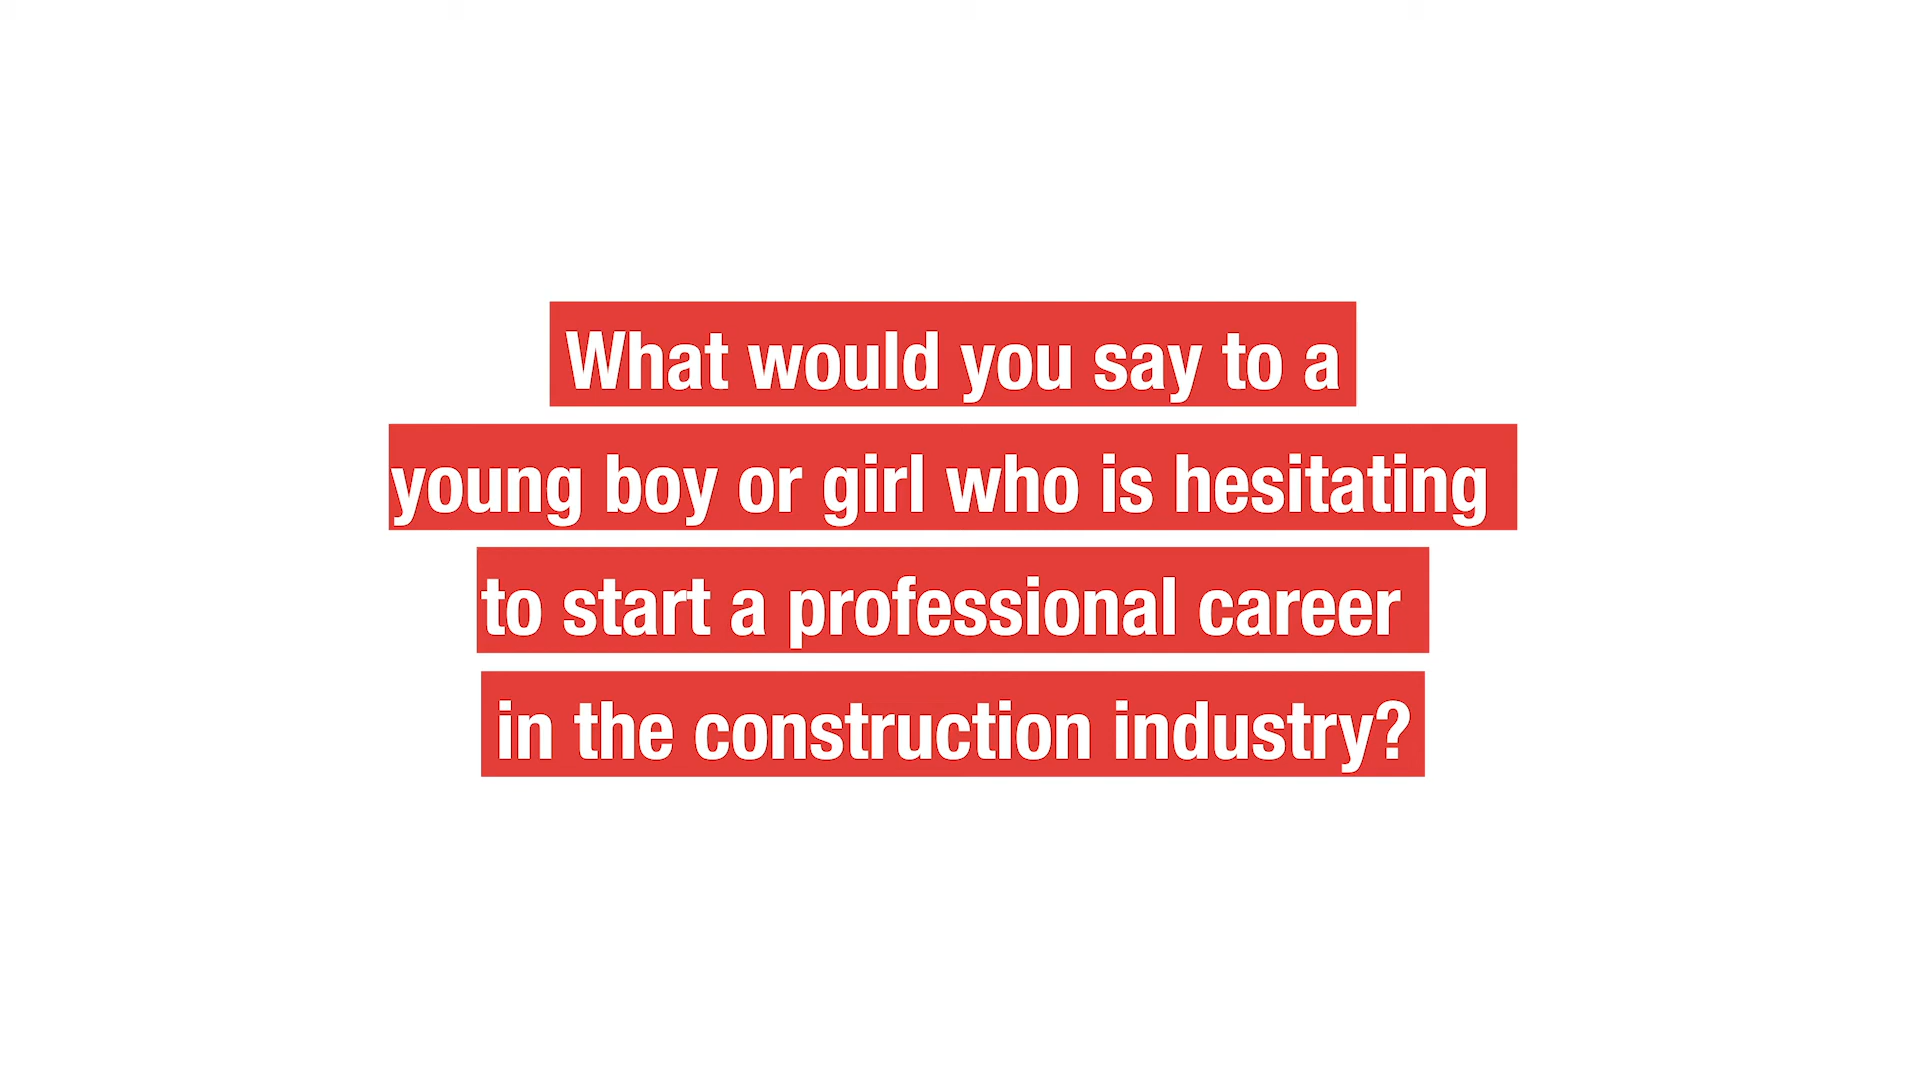 What would you say to a
young boy or girl who is hesitating
to start a professional career
in the construction industry?